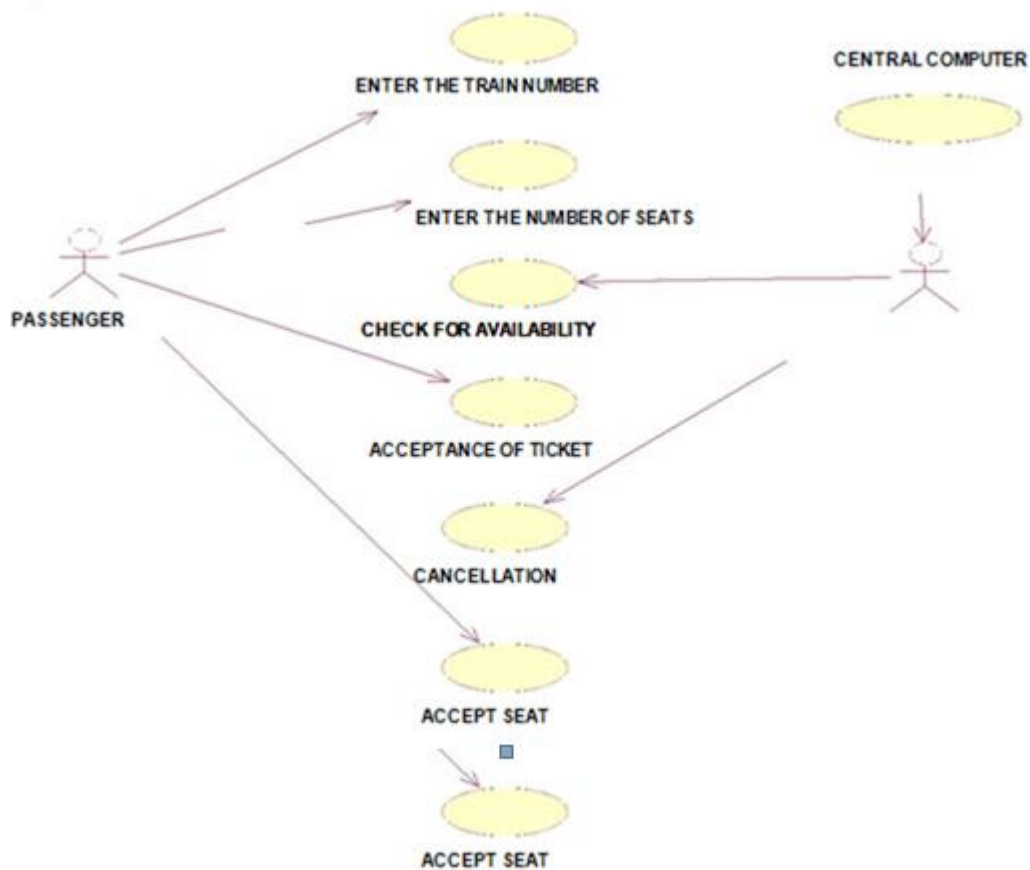 ENTER THE TRAIN NUMBER
CENTRAL COMPUTER
ENTER THE NUMBER OF SEATS
PASSENGER
CHECK FOR AVAILABILITY
ACCEPTANCE OF TICKET
CANCELLATION
ACCEPT SEAT
ACCEPT SEAT